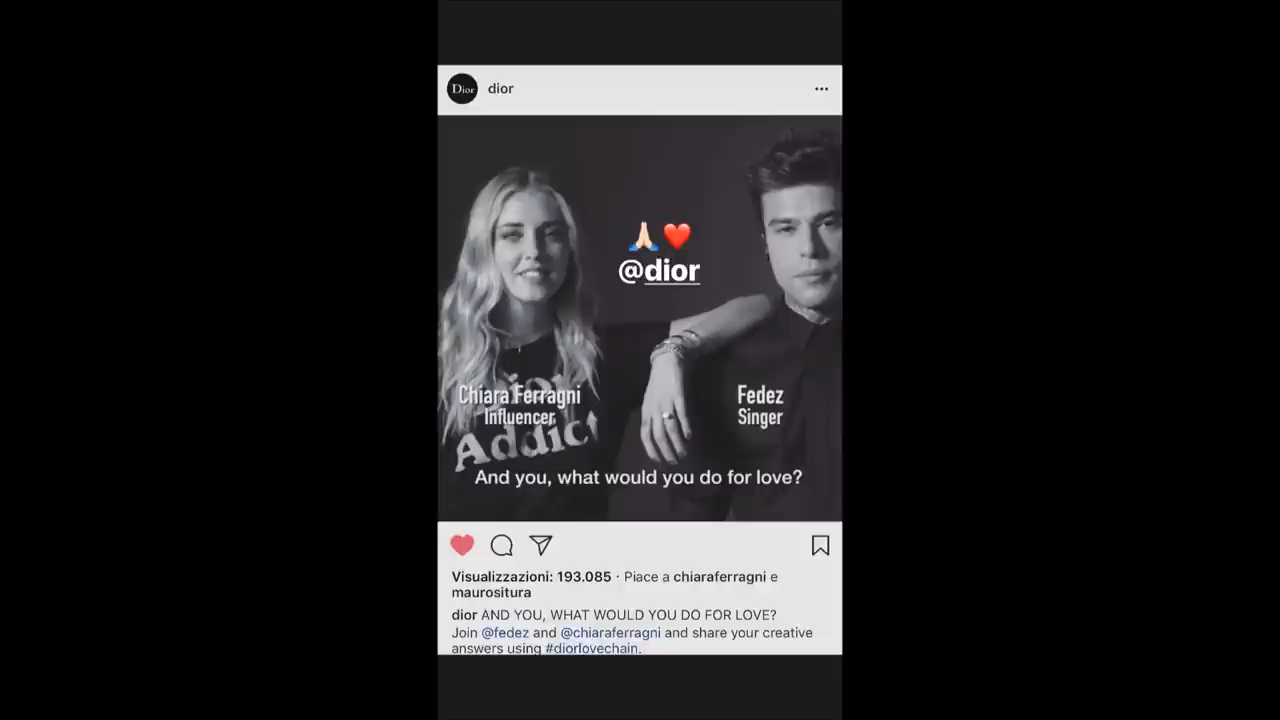 Dior
dior
🙏🏻❤️
@dior
Chiara Ferragni
Influencer
Fedez
Singer
Dior
Addict
And you, what would you do for love?
Visualizzazioni: 193.085 · Piace a chiaraferragni e
maurositura
dior AND YOU, WHAT WOULD YOU DO FOR LOVE?
Join @fedez and @chiaraferragni and share your creative
answers using #diorlovechain.